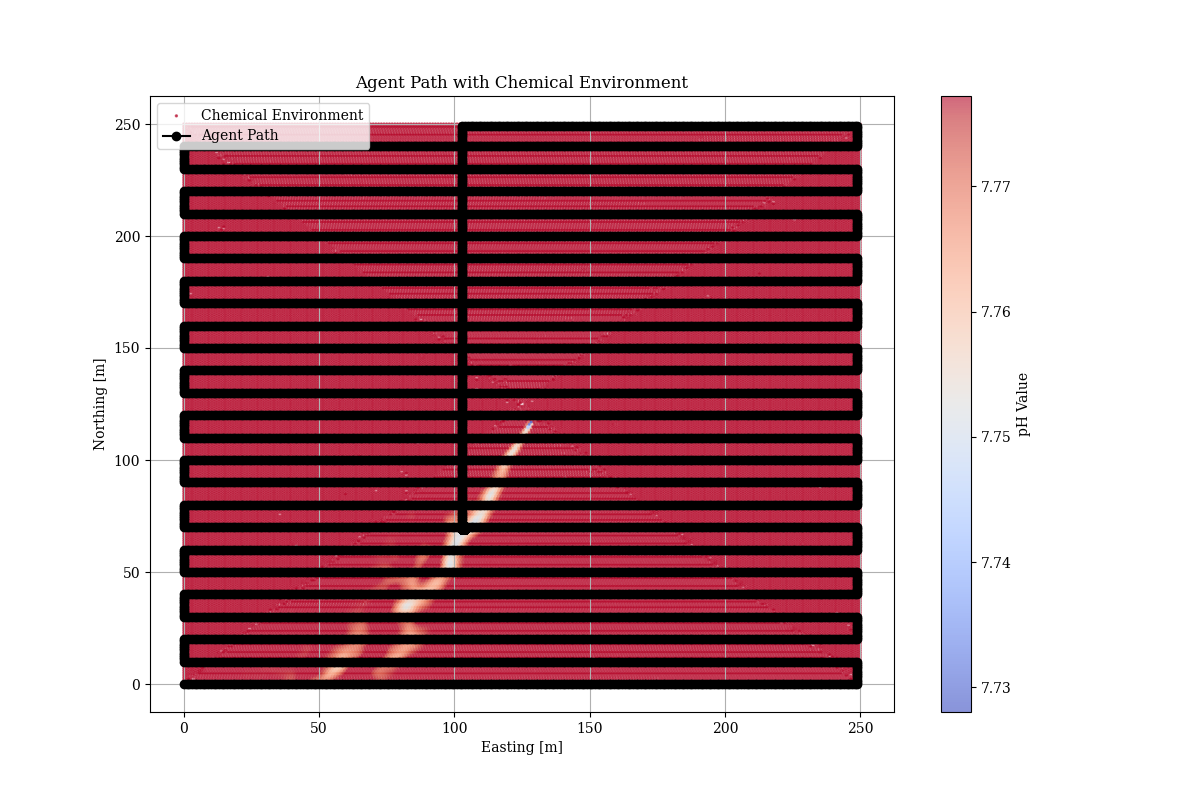 Agent Path with Chemical Environment
Chemical Environment
Agent Path
250
200
150
100
50
0
Northing [m]
0 50 100 150 200 250
Easting [m]
7.77
7.76
7.75
7.74
7.73
pH Value